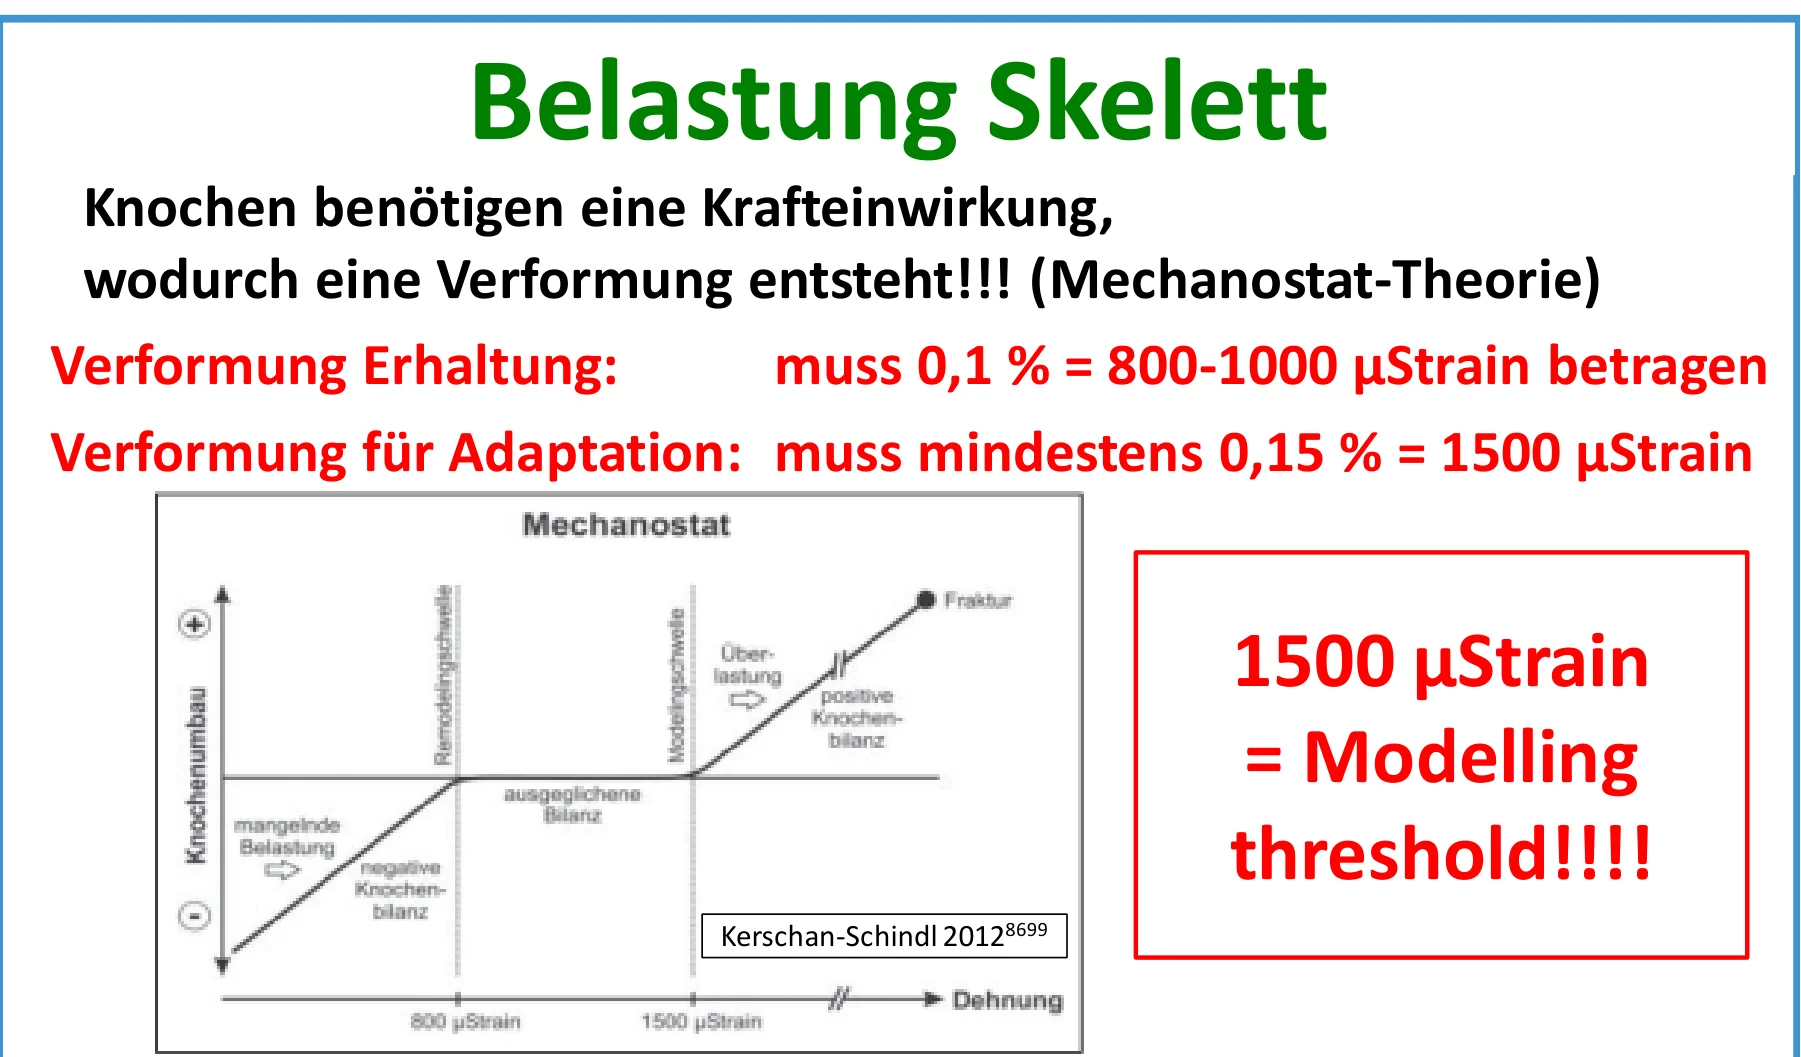 Belastung Skelett
Knochen benötigen eine Krafteinwirkung,
wodurch eine Verformung entsteht!!! (Mechanostat-Theorie)
Verformung Erhaltung: muss 0,1 % = 800-1000 µStrain betragen
Verformung für Adaptation: muss mindestens 0,15 % = 1500 µStrain
Mechanostat
+
-
Knochenumbau
Remodelingschwelle
Modelingschwelle
Fraktur
Über-
lastung
positive
Knochen-
bilanz
ausgeglichene
Bilanz
mangelnde
Belastung
negative
Knochen-
bilanz
Kerschan-Schindl 2012⁸⁶⁹⁹
Dehnung
800 µStrain
1500 µStrain
1500 µStrain
= Modelling
threshold!!!!